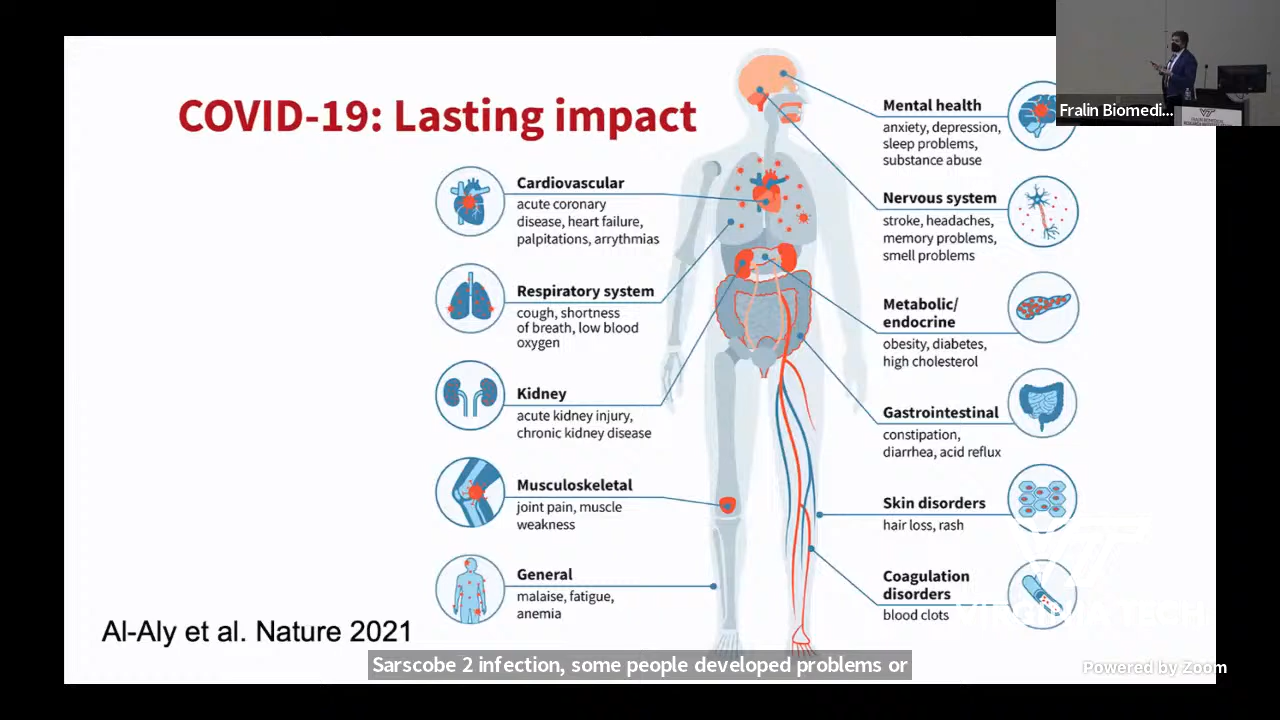 COVID-19: Lasting impact
Cardiovascular
acute coronary
disease, heart failure,
palpitations, arrythmias
Respiratory system
cough, shortness
of breath, low blood
oxygen
Kidney
acute kidney injury,
chronic kidney disease
Musculoskeletal
joint pain, muscle
weakness
General
malaise, fatigue,
anemia
Mental health
anxiety, depression,
sleep problems,
substance abuse
Nervous system
stroke, headaches,
memory problems,
smell problems
Metabolic/
endocrine
obesity, diabetes,
high cholesterol
Gastrointestinal
constipation,
diarrhea, acid reflux
Skin disorders
hair loss, rash
Coagulation
disorders
blood clots
Fralin Biomedi...
VIRGINIA TECH
Al-Aly et al. Nature 2021
Sarscobe 2 infection, some people developed problems or
Powered by Zoom